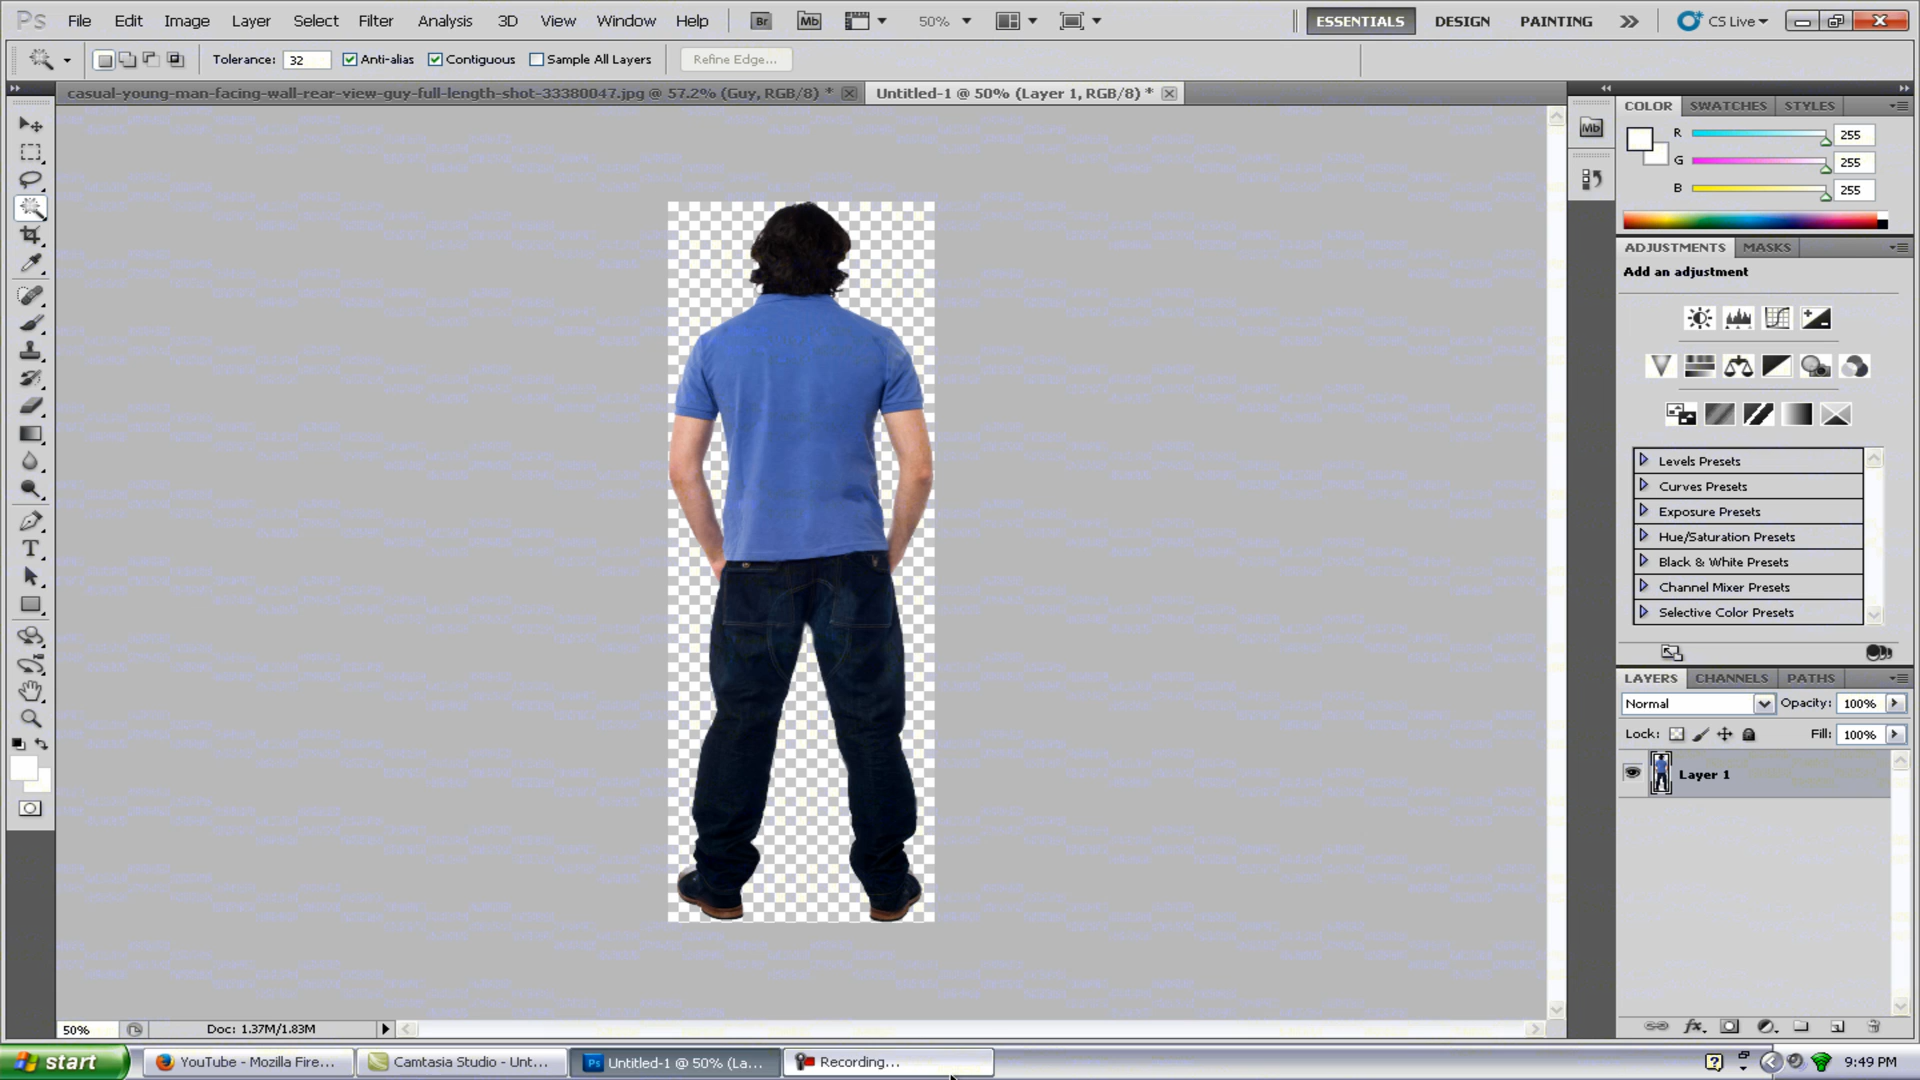 Ps File Edit Image Layer Select Filter Analysis 3D View Window Help Br Mb 50% ESSENTIALS DESIGN PAINTING CS Live
Tolerance: 32 Anti-alias Contiguous Sample All Layers Refine Edge...
casual-young-man-facing-wall-rear-view-guy-full-length-shot-33380047.jpg @ 57.2% (Guy, RGB/8) * Untitled-1 @ 50% (Layer 1, RGB/8) *
Mb
COLOR SWATCHES STYLES
R 255
G 255
B 255
ADJUSTMENTS MASKS
Add an adjustment
Levels Presets
Curves Presets
Exposure Presets
Hue/Saturation Presets
Black & White Presets
Channel Mixer Presets
Selective Color Presets
LAYERS CHANNELS PATHS
Normal Opacity: 100%
Lock: Fill: 100%
Layer 1
50% Doc: 1.37M/1.83M
start YouTube - Mozilla Fire... Camtasia Studio - Unt... Ps Untitled-1 @ 50% (La... Recording... 9:49 PM